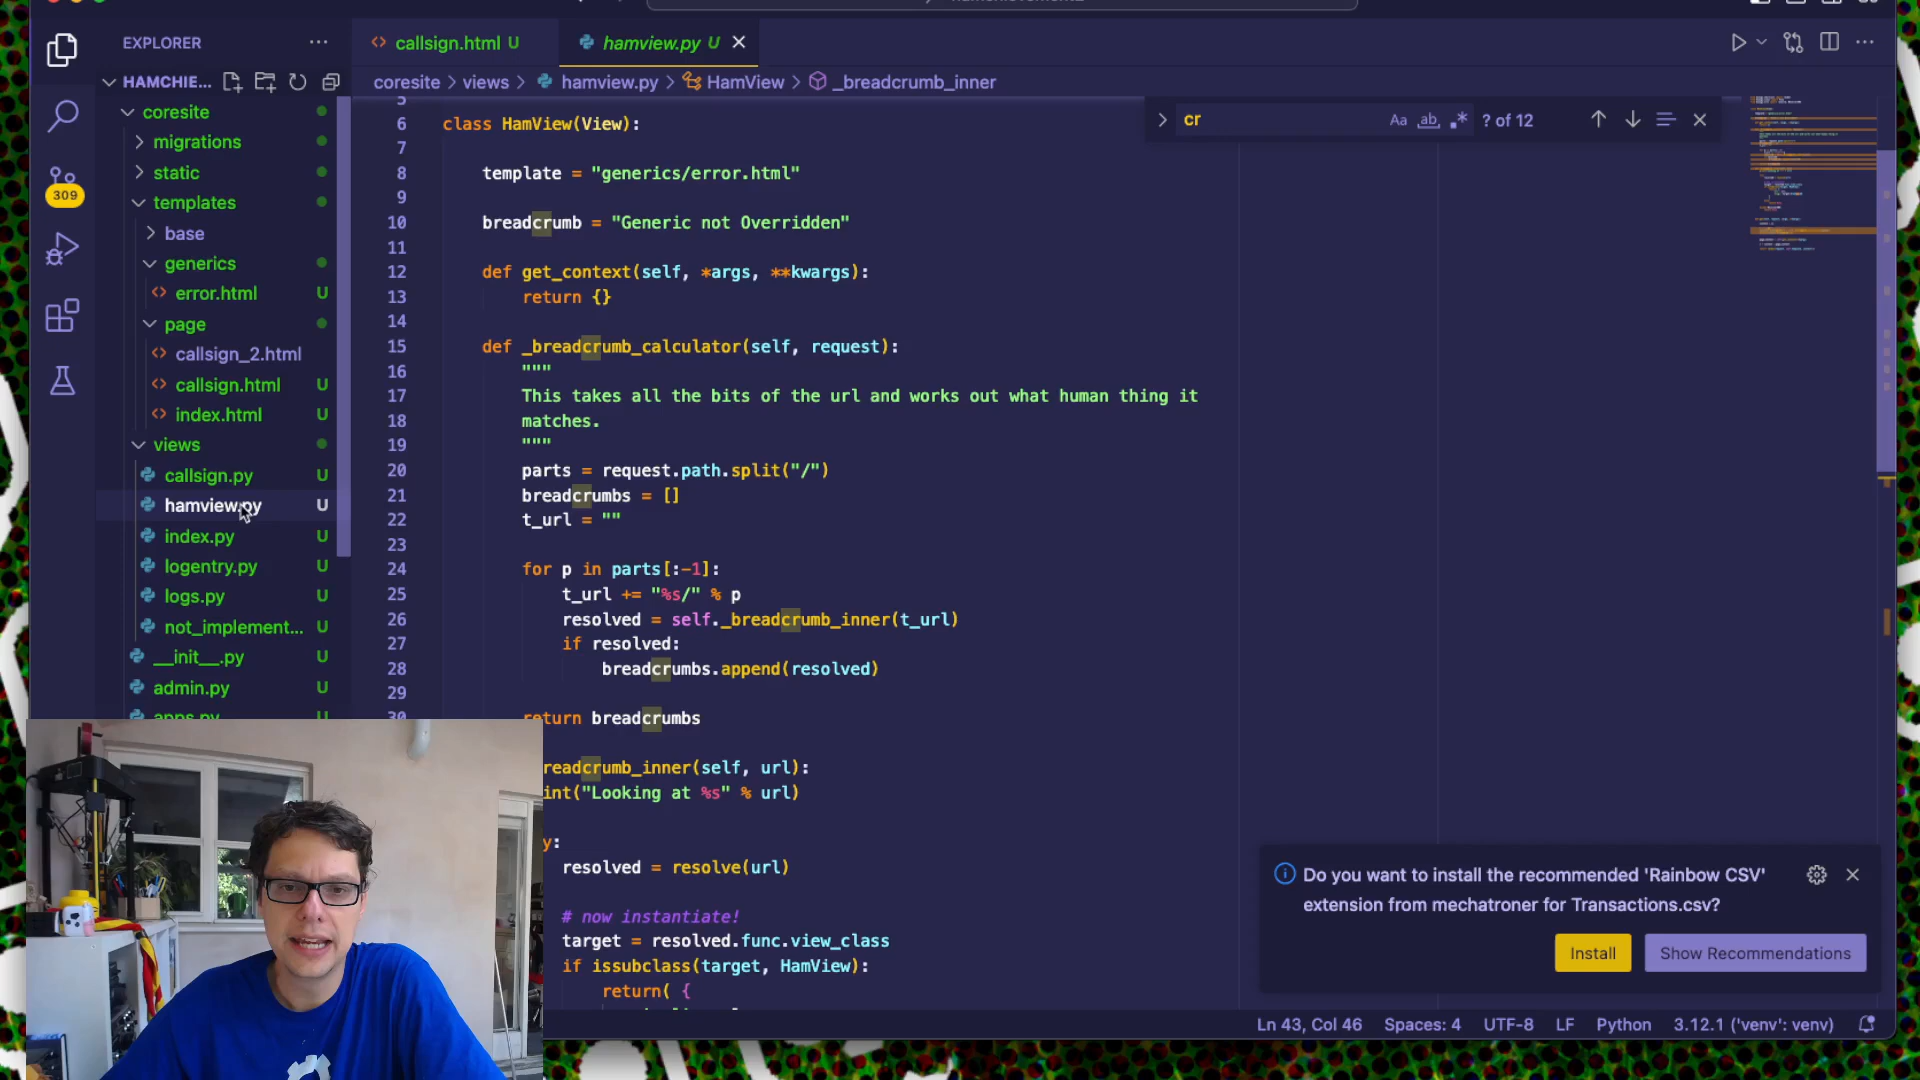 EXPLORER
callsign.html U
hamview.py U
HAMCHIE...
coresite
migrations
static
templates
base
generics
error.html U
page
callsign_2.html
callsign.html U
index.html U
views
callsign.py U
hamview.py U
index.py U
logentry.py U
logs.py U
not_implement... U
__init__.py U
admin.py U
309
coresite > views > hamview.py > HamView > _breadcrumb_inner
cr
Aa ab ? of 12
5
6 class HamView(View):
7
8 template = "generics/error.html"
9
10 breadcrumb = "Generic not Overridden"
11
12 def get_context(self, *args, **kwargs):
13 return {}
14
15 def _breadcrumb_calculator(self, request):
16 """
17 This takes all the bits of the url and works out what human thing it
18 matches.
19 """
20 parts = request.path.split("/")
21 breadcrumbs = []
22 t_url = ""
23
24 for p in parts[:-1]:
25 t_url += "%s/" % p
26 resolved = self._breadcrumb_inner(t_url)
27 if resolved:
28 breadcrumbs.append(resolved)
29
return breadcrumbs
readcrumb_inner(self, url):
int("Looking at %s" % url)
y:
resolved = resolve(url)
# now instantiate!
target = resolved.func.view_class
if issubclass(target, HamView):
return( {
Do you want to install the recommended 'Rainbow CSV'
extension from mechatroner for Transactions.csv?
Install Show Recommendations
Ln 43, Col 46 Spaces: 4 UTF-8 LF Python 3.12.1 ('venv': venv)